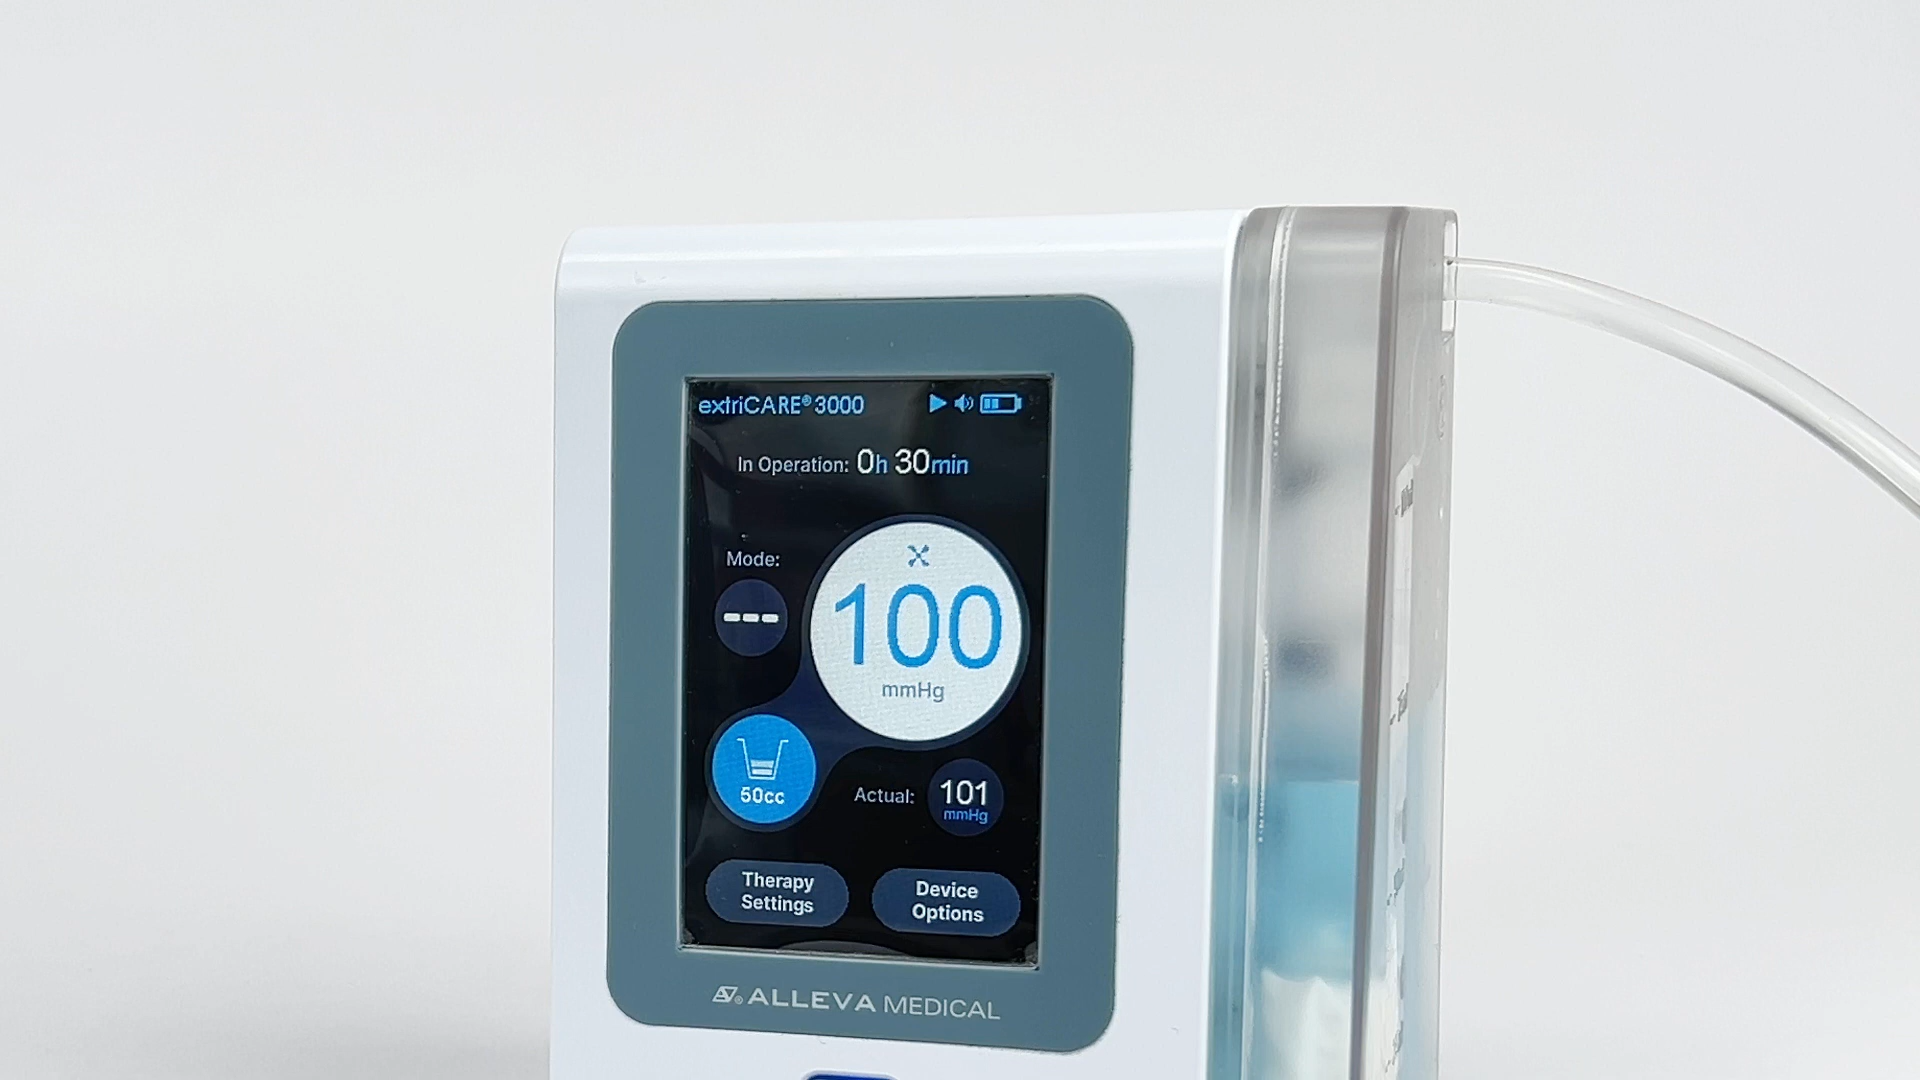 extriCARE® 3000
In Operation: 0h 30min
Mode:
---
100
mmHg
50cc
Actual: 101
mmHg
Therapy
Settings
Device
Options
ALLEVA MEDICAL